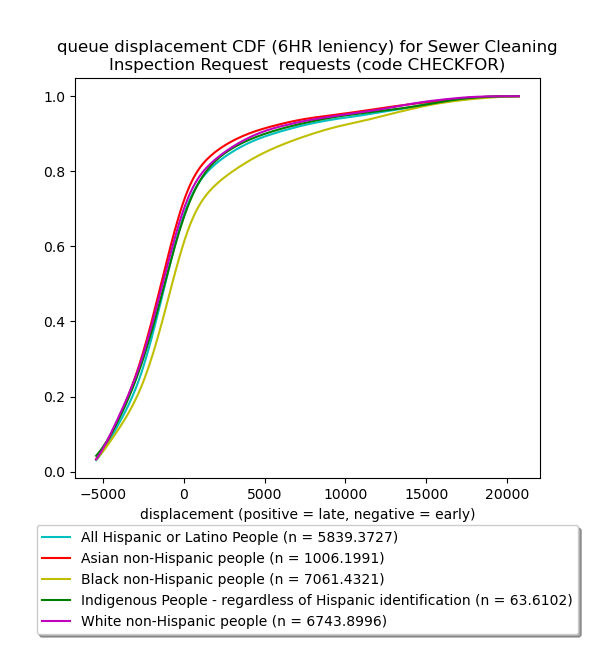 queue displacement CDF (6HR leniency) for Sewer Cleaning
Inspection Request  requests (code CHECKFOR)
1.0
0.8
0.6
0.4
0.2
0.0
−5000 0 5000 10000 15000 20000
displacement (positive = late, negative = early)
All Hispanic or Latino People (n = 5839.3727)
Asian non-Hispanic people (n = 1006.1991)
Black non-Hispanic people (n = 7061.4321)
Indigenous People - regardless of Hispanic identification (n = 63.6102)
White non-Hispanic people (n = 6743.8996)